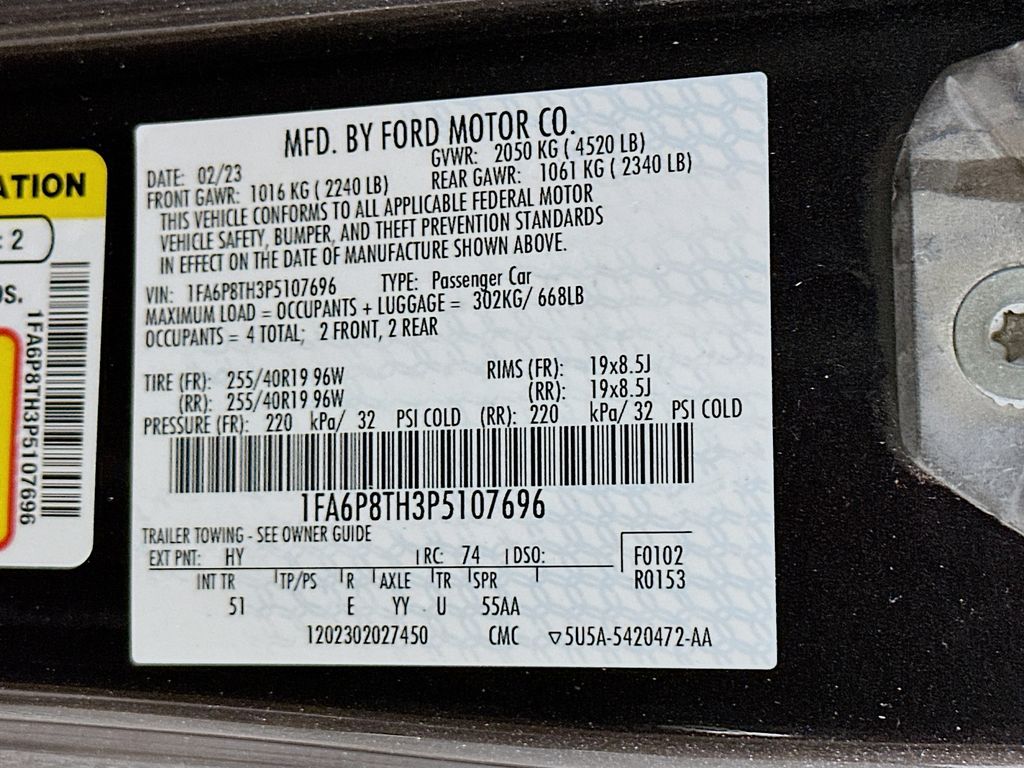 MFD. BY FORD MOTOR CO.
DATE: 02/23 GVWR: 2050 KG ( 4520 LB)
FRONT GAWR: 1016 KG ( 2240 LB) REAR GAWR: 1061 KG ( 2340 LB)
THIS VEHICLE CONFORMS TO ALL APPLICABLE FEDERAL MOTOR
VEHICLE SAFETY, BUMPER, AND THEFT PREVENTION STANDARDS
IN EFFECT ON THE DATE OF MANUFACTURE SHOWN ABOVE.
VIN: 1FA6P8TH3P5107696 TYPE: Passenger Car
MAXIMUM LOAD = OCCUPANTS + LUGGAGE = 302KG/ 668LB
OCCUPANTS = 4 TOTAL; 2 FRONT, 2 REAR
TIRE (FR): 255/40R19 96W RIMS (FR): 19x8.5J
(RR): 255/40R19 96W (RR): 19x8.5J
PRESSURE (FR): 220 kPa/ 32 PSI COLD (RR): 220 kPa/ 32 PSI COLD
1FA6P8TH3P5107696
TRAILER TOWING - SEE OWNER GUIDE
EXT PNT: HY RC: 74 DSO: F0102
R0153
INT TR TP/PS R AXLE TR SPR
51 E YY U 55AA
1202302027450 CMC ▽5U5A-5420472-AA
ATION
: 2
OS.
1FA6P8TH3P5107696